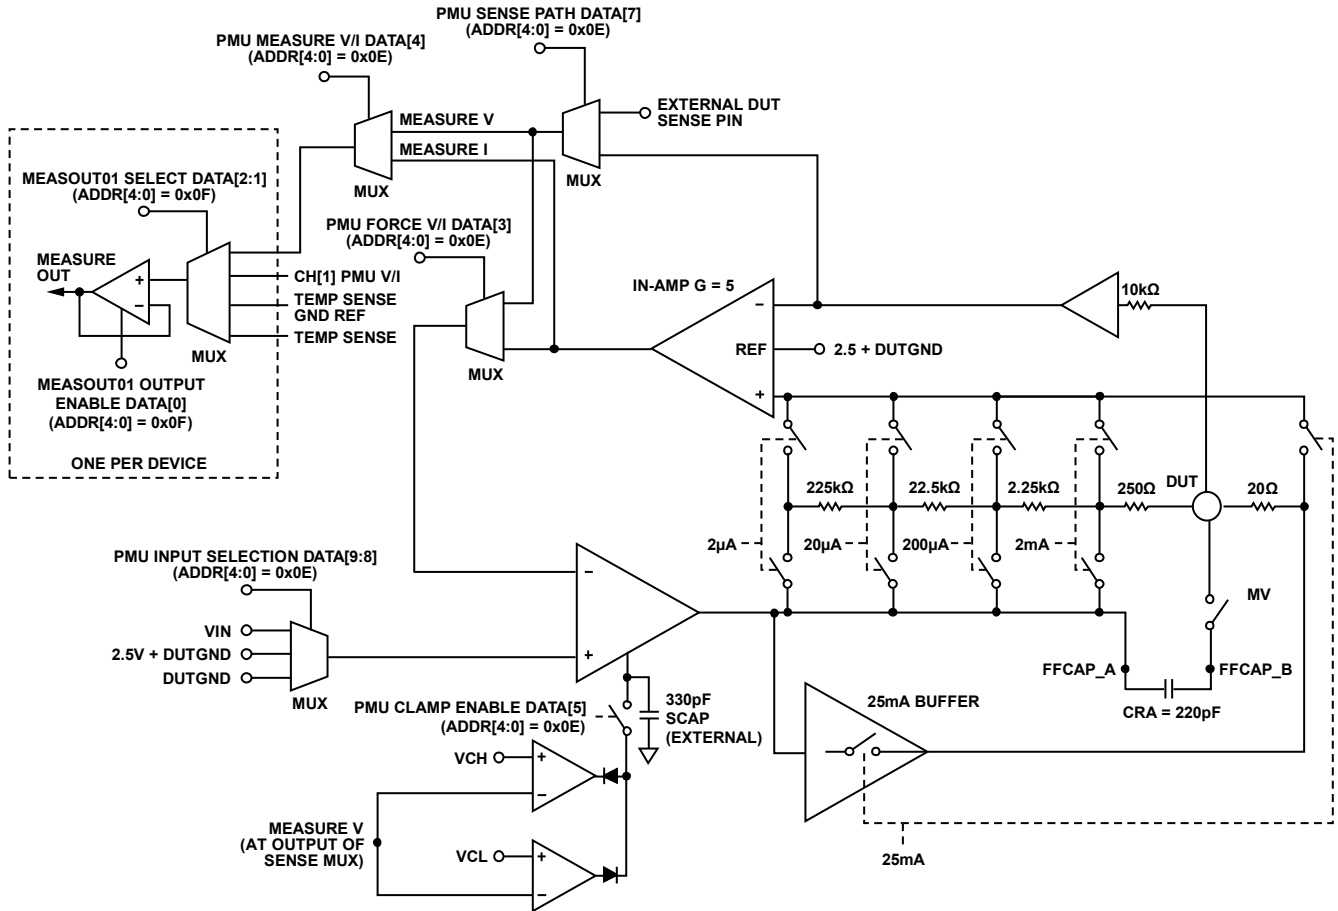 PMU SENSE PATH DATA[7]
(ADDR[4:0] = 0x0E)
PMU MEASURE V/I DATA[4]
(ADDR[4:0] = 0x0E)
EXTERNAL DUT
SENSE PIN
MEASURE V
MEASURE I
MUX
MUX
MEASOUT01 SELECT DATA[2:1]
(ADDR[4:0] = 0x0F)
PMU FORCE V/I DATA[3]
(ADDR[4:0] = 0x0E)
MEASURE
OUT
+
−
CH[1] PMU V/I
TEMP SENSE
GND REF
TEMP SENSE
MUX
MEASOUT01 OUTPUT
ENABLE DATA[0]
(ADDR[4:0] = 0x0F)
ONE PER DEVICE
MUX
IN-AMP G = 5
−
REF
+
2.5 + DUTGND
10kΩ
225kΩ
22.5kΩ
2.25kΩ
250Ω
DUT
20Ω
2µA
20µA
200µA
2mA
MV
PMU INPUT SELECTION DATA[9:8]
(ADDR[4:0] = 0x0E)
VIN
2.5V + DUTGND
DUTGND
MUX
−
+
FFCAP_A
FFCAP_B
CRA = 220pF
PMU CLAMP ENABLE DATA[5]
(ADDR[4:0] = 0x0E)
330pF
SCAP
(EXTERNAL)
25mA BUFFER
VCH
+
−
MEASURE V
(AT OUTPUT OF
SENSE MUX)
VCL
+
−
25mA